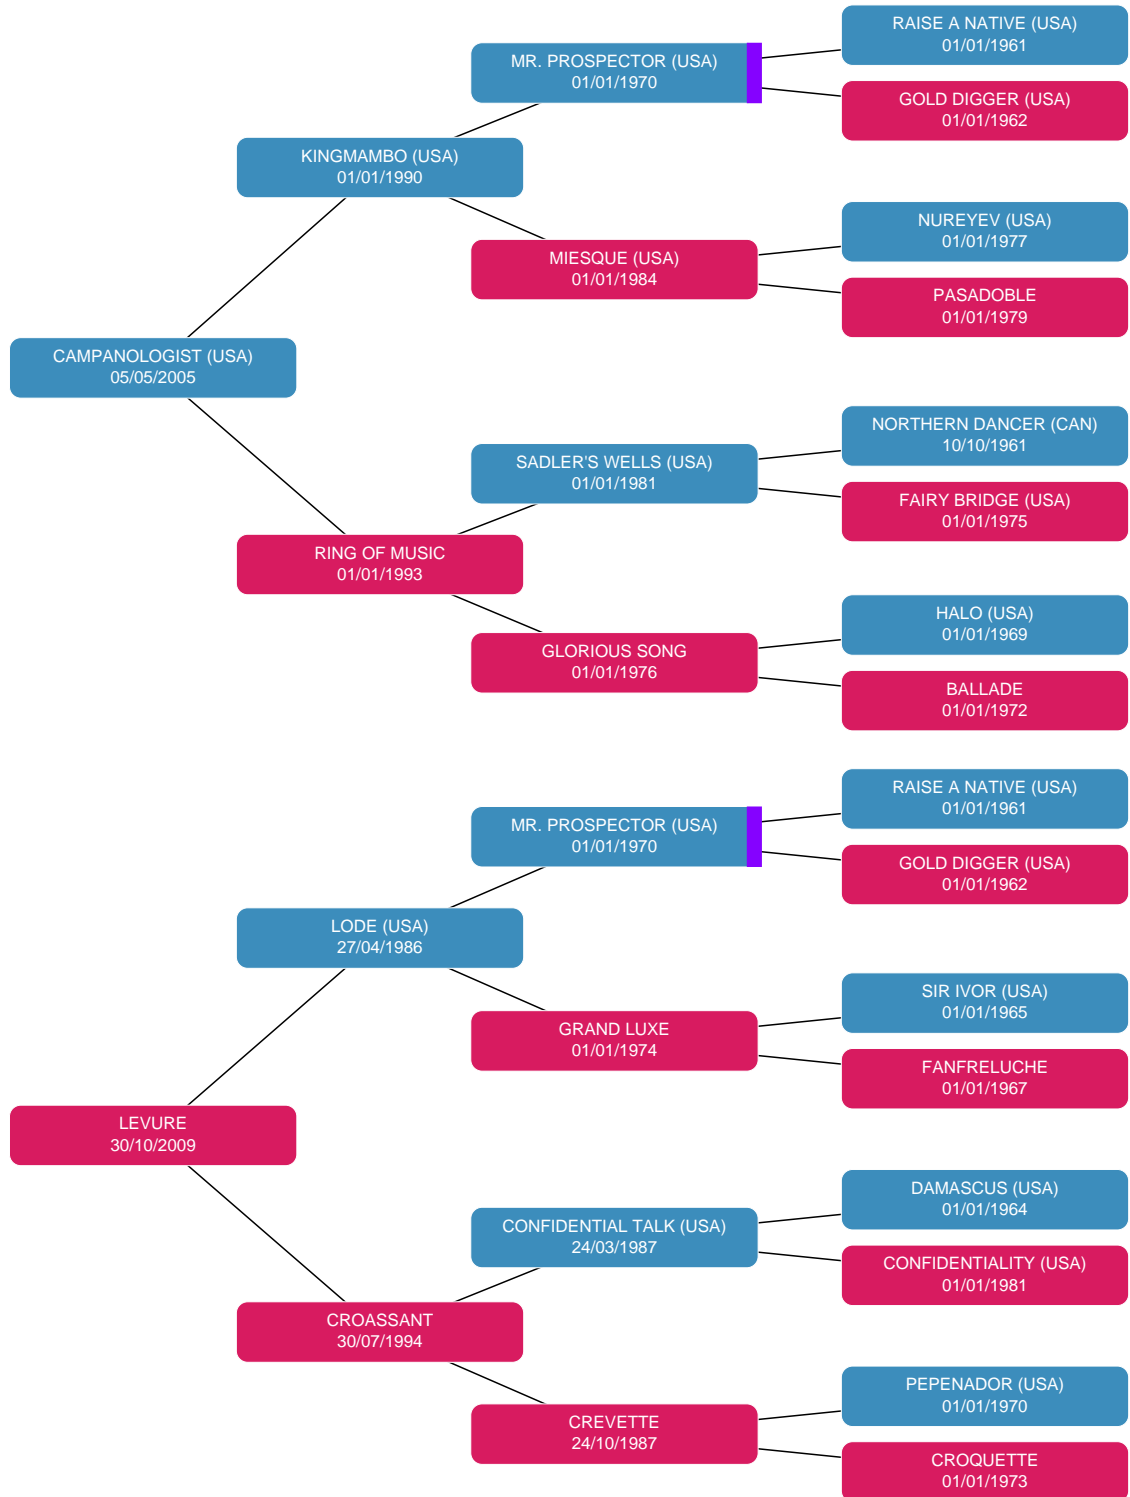 RAISE A NATIVE (USA)
01/01/1961
MR. PROSPECTOR (USA)
01/01/1970
GOLD DIGGER (USA)
01/01/1962
KINGMAMBO (USA)
01/01/1990
NUREYEV (USA)
01/01/1977
MIESQUE (USA)
01/01/1984
PASADOBLE
01/01/1979
CAMPANOLOGIST (USA)
05/05/2005
NORTHERN DANCER (CAN)
10/10/1961
SADLER'S WELLS (USA)
01/01/1981
FAIRY BRIDGE (USA)
01/01/1975
RING OF MUSIC
01/01/1993
HALO (USA)
01/01/1969
GLORIOUS SONG
01/01/1976
BALLADE
01/01/1972
RAISE A NATIVE (USA)
01/01/1961
MR. PROSPECTOR (USA)
01/01/1970
GOLD DIGGER (USA)
01/01/1962
LODE (USA)
27/04/1986
SIR IVOR (USA)
01/01/1965
GRAND LUXE
01/01/1974
FANFRELUCHE
01/01/1967
LEVURE
30/10/2009
DAMASCUS (USA)
01/01/1964
CONFIDENTIAL TALK (USA)
24/03/1987
CONFIDENTIALITY (USA)
01/01/1981
CROASSANT
30/07/1994
PEPENADOR (USA)
01/01/1970
CREVETTE
24/10/1987
CROQUETTE
01/01/1973